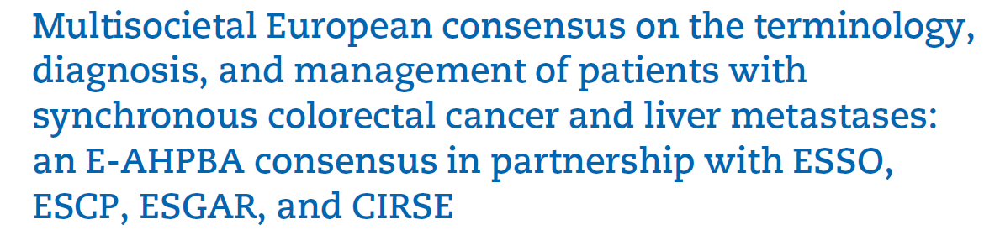 Multisocietal European consensus on the terminology,
diagnosis, and management of patients with
synchronous colorectal cancer and liver metastases:
an E-AHPBA consensus in partnership with ESSO,
ESCP, ESGAR, and CIRSE